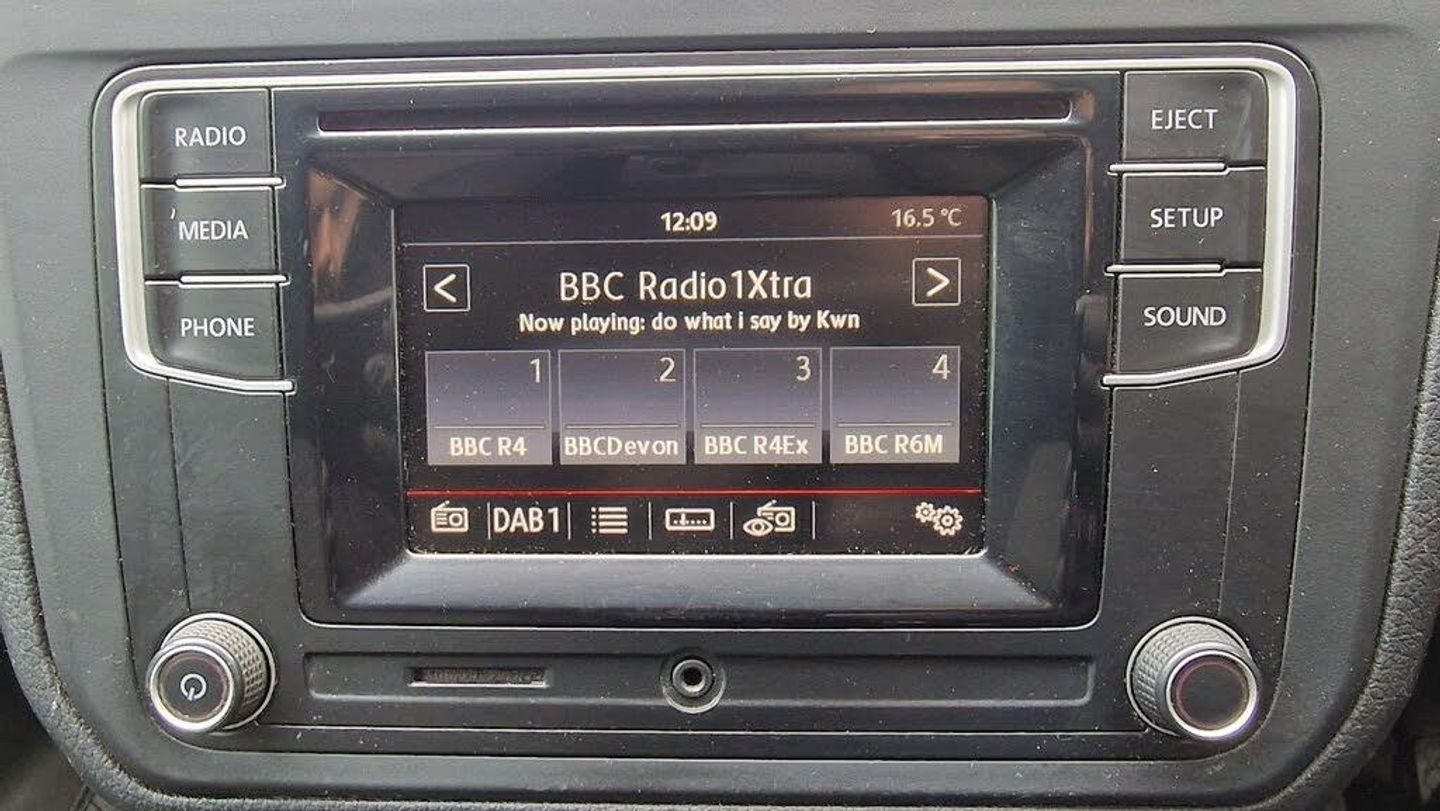 RADIO
MEDIA
PHONE
EJECT
SETUP
SOUND
12:09
16.5 °C
<
BBC Radio1Xtra
>
Now playing: do what i say by Kwn
1
2
3
4
BBC R4
BBCDevon
BBC R4Ex
BBC R6M
DAB1